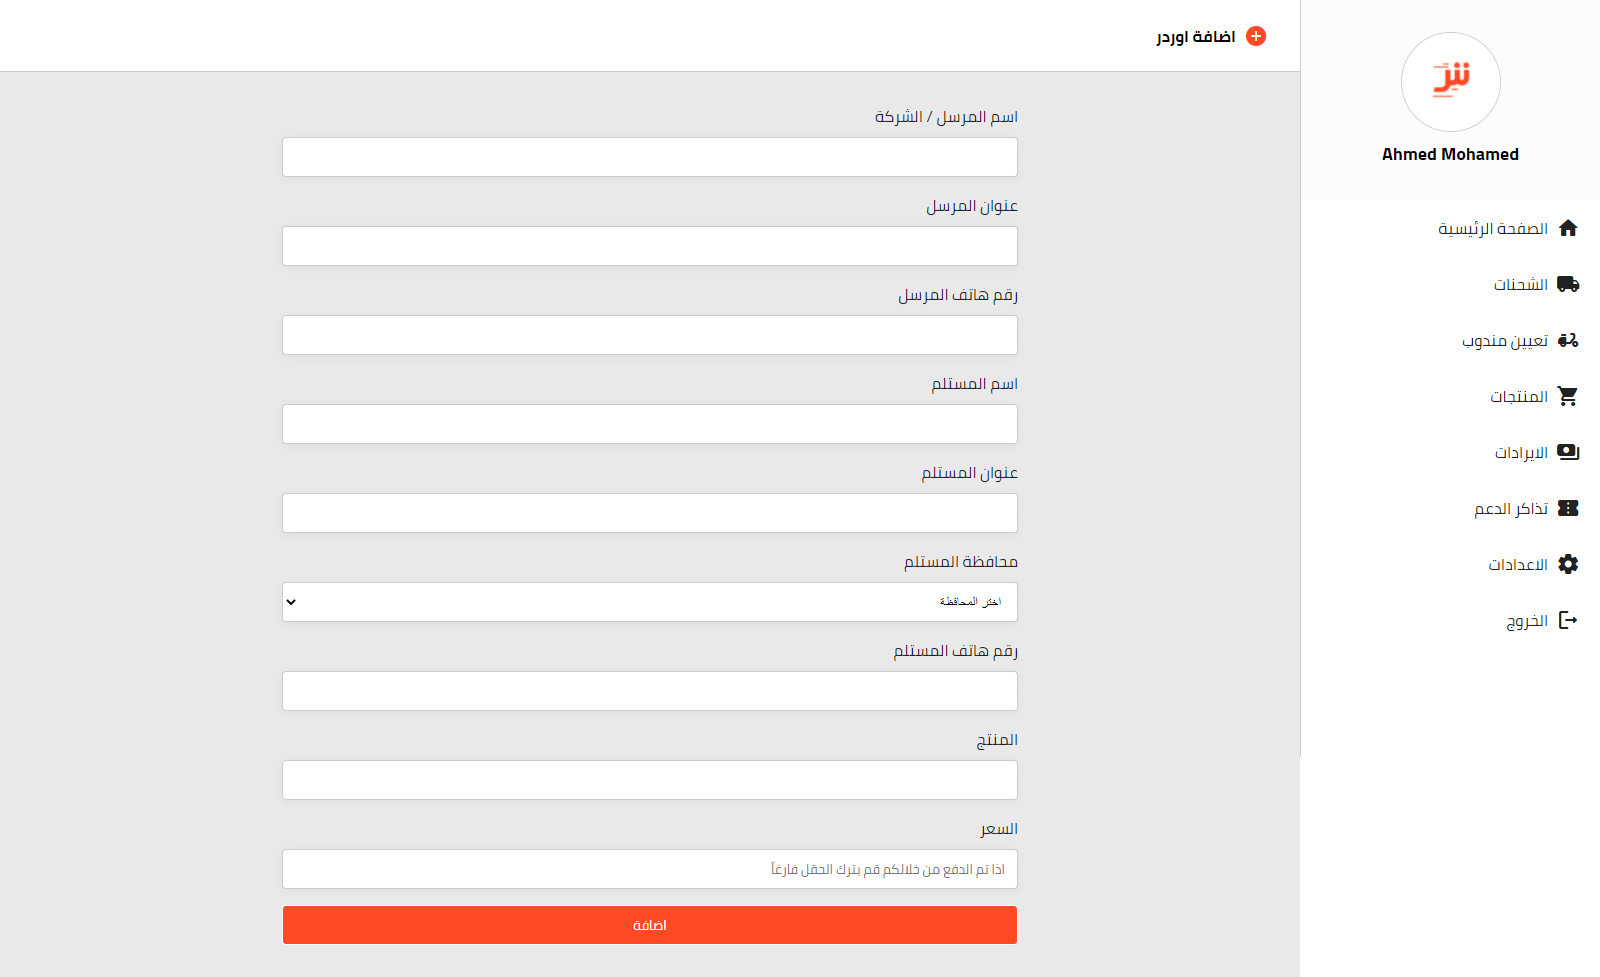 نتر
Ahmed Mohamed
الصفحة الرئيسية
الشحنات
تعيين مندوب
المنتجات
الايرادات
تذاكر الدعم
الاعدادات
الخروج
اضافة اوردر
اسم المرسل / الشركة
عنوان المرسل
رقم هاتف المرسل
اسم المستلم
عنوان المستلم
محافظة المستلم
اختر المحافظة
رقم هاتف المستلم
المنتج
السعر
اذا تم الدفع من خلالكم قم بترك الحقل فارغاً
اضافة